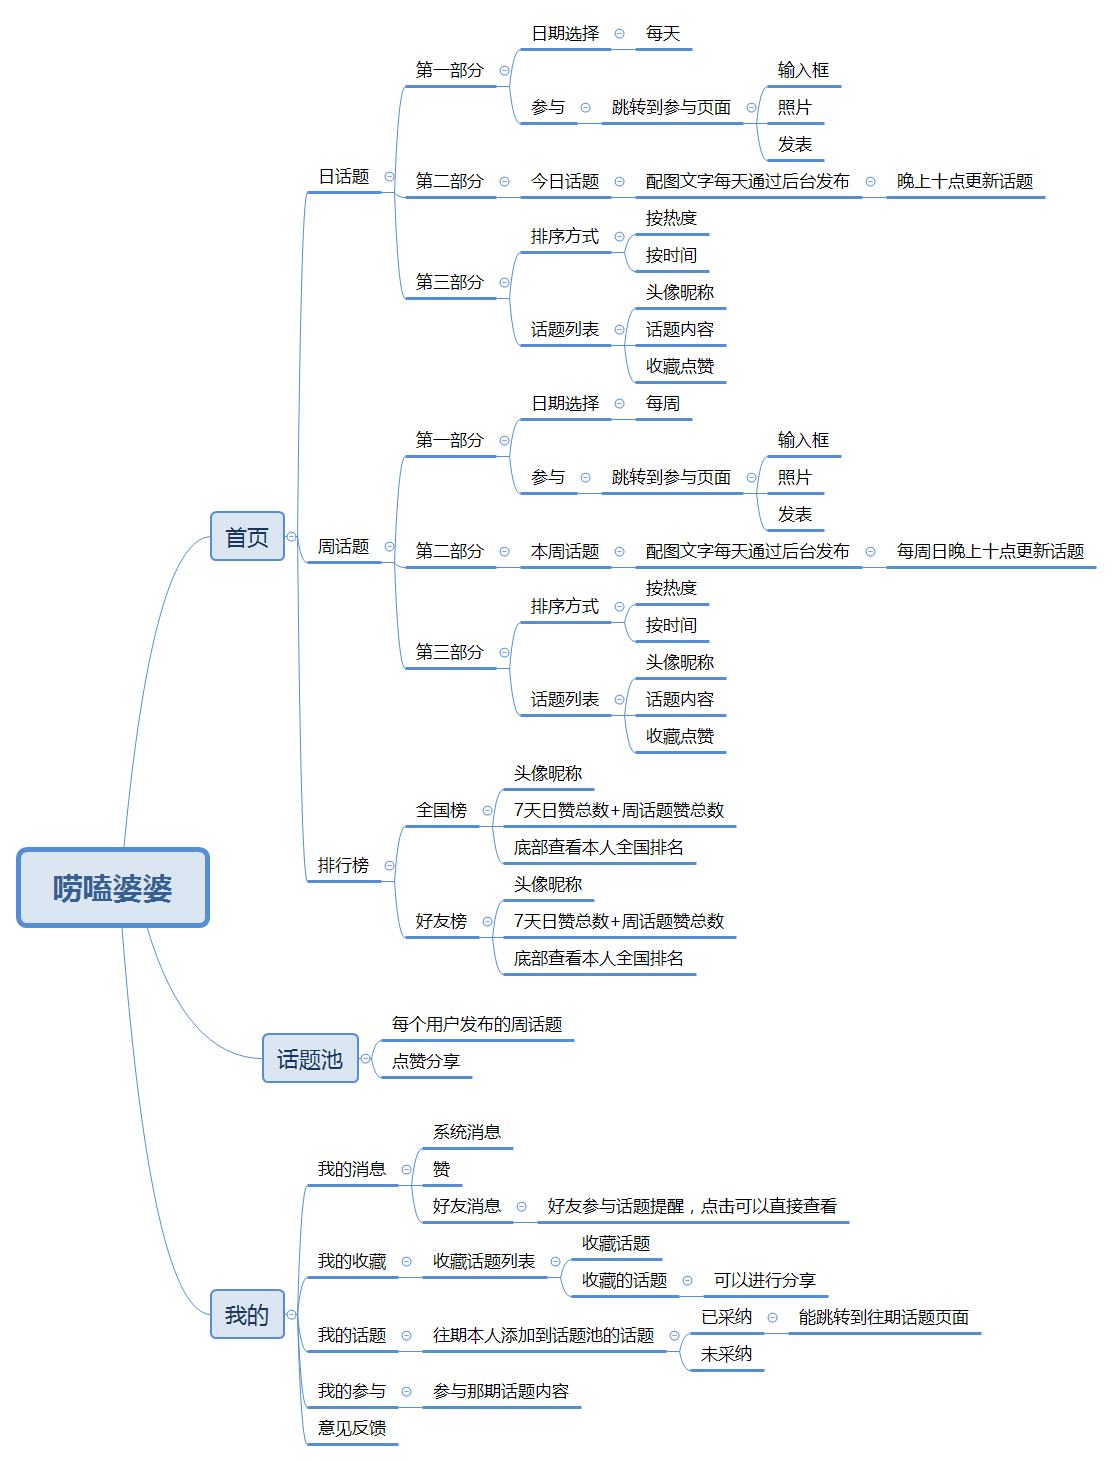 唠嗑婆婆
首页
日话题
第一部分
日期选择
每天
参与
跳转到参与页面
输入框
照片
发表
第二部分
今日话题
配图文字每天通过后台发布
晚上十点更新话题
第三部分
排序方式
按热度
按时间
话题列表
头像昵称
话题内容
收藏点赞
周话题
第一部分
日期选择
每周
参与
跳转到参与页面
输入框
照片
发表
第二部分
本周话题
配图文字每天通过后台发布
每周日晚上十点更新话题
第三部分
排序方式
按热度
按时间
话题列表
头像昵称
话题内容
收藏点赞
排行榜
全国榜
头像昵称
7天日赞总数+周话题赞总数
底部查看本人全国排名
好友榜
头像昵称
7天日赞总数+周话题赞总数
底部查看本人全国排名
话题池
每个用户发布的周话题
点赞分享
我的
我的消息
系统消息
赞
好友消息
好友参与话题提醒，点击可以直接查看
我的收藏
收藏话题列表
收藏话题
收藏的话题
可以进行分享
我的话题
往期本人添加到话题池的话题
已采纳
能跳转到往期话题页面
未采纳
我的参与
参与那期话题内容
意见反馈